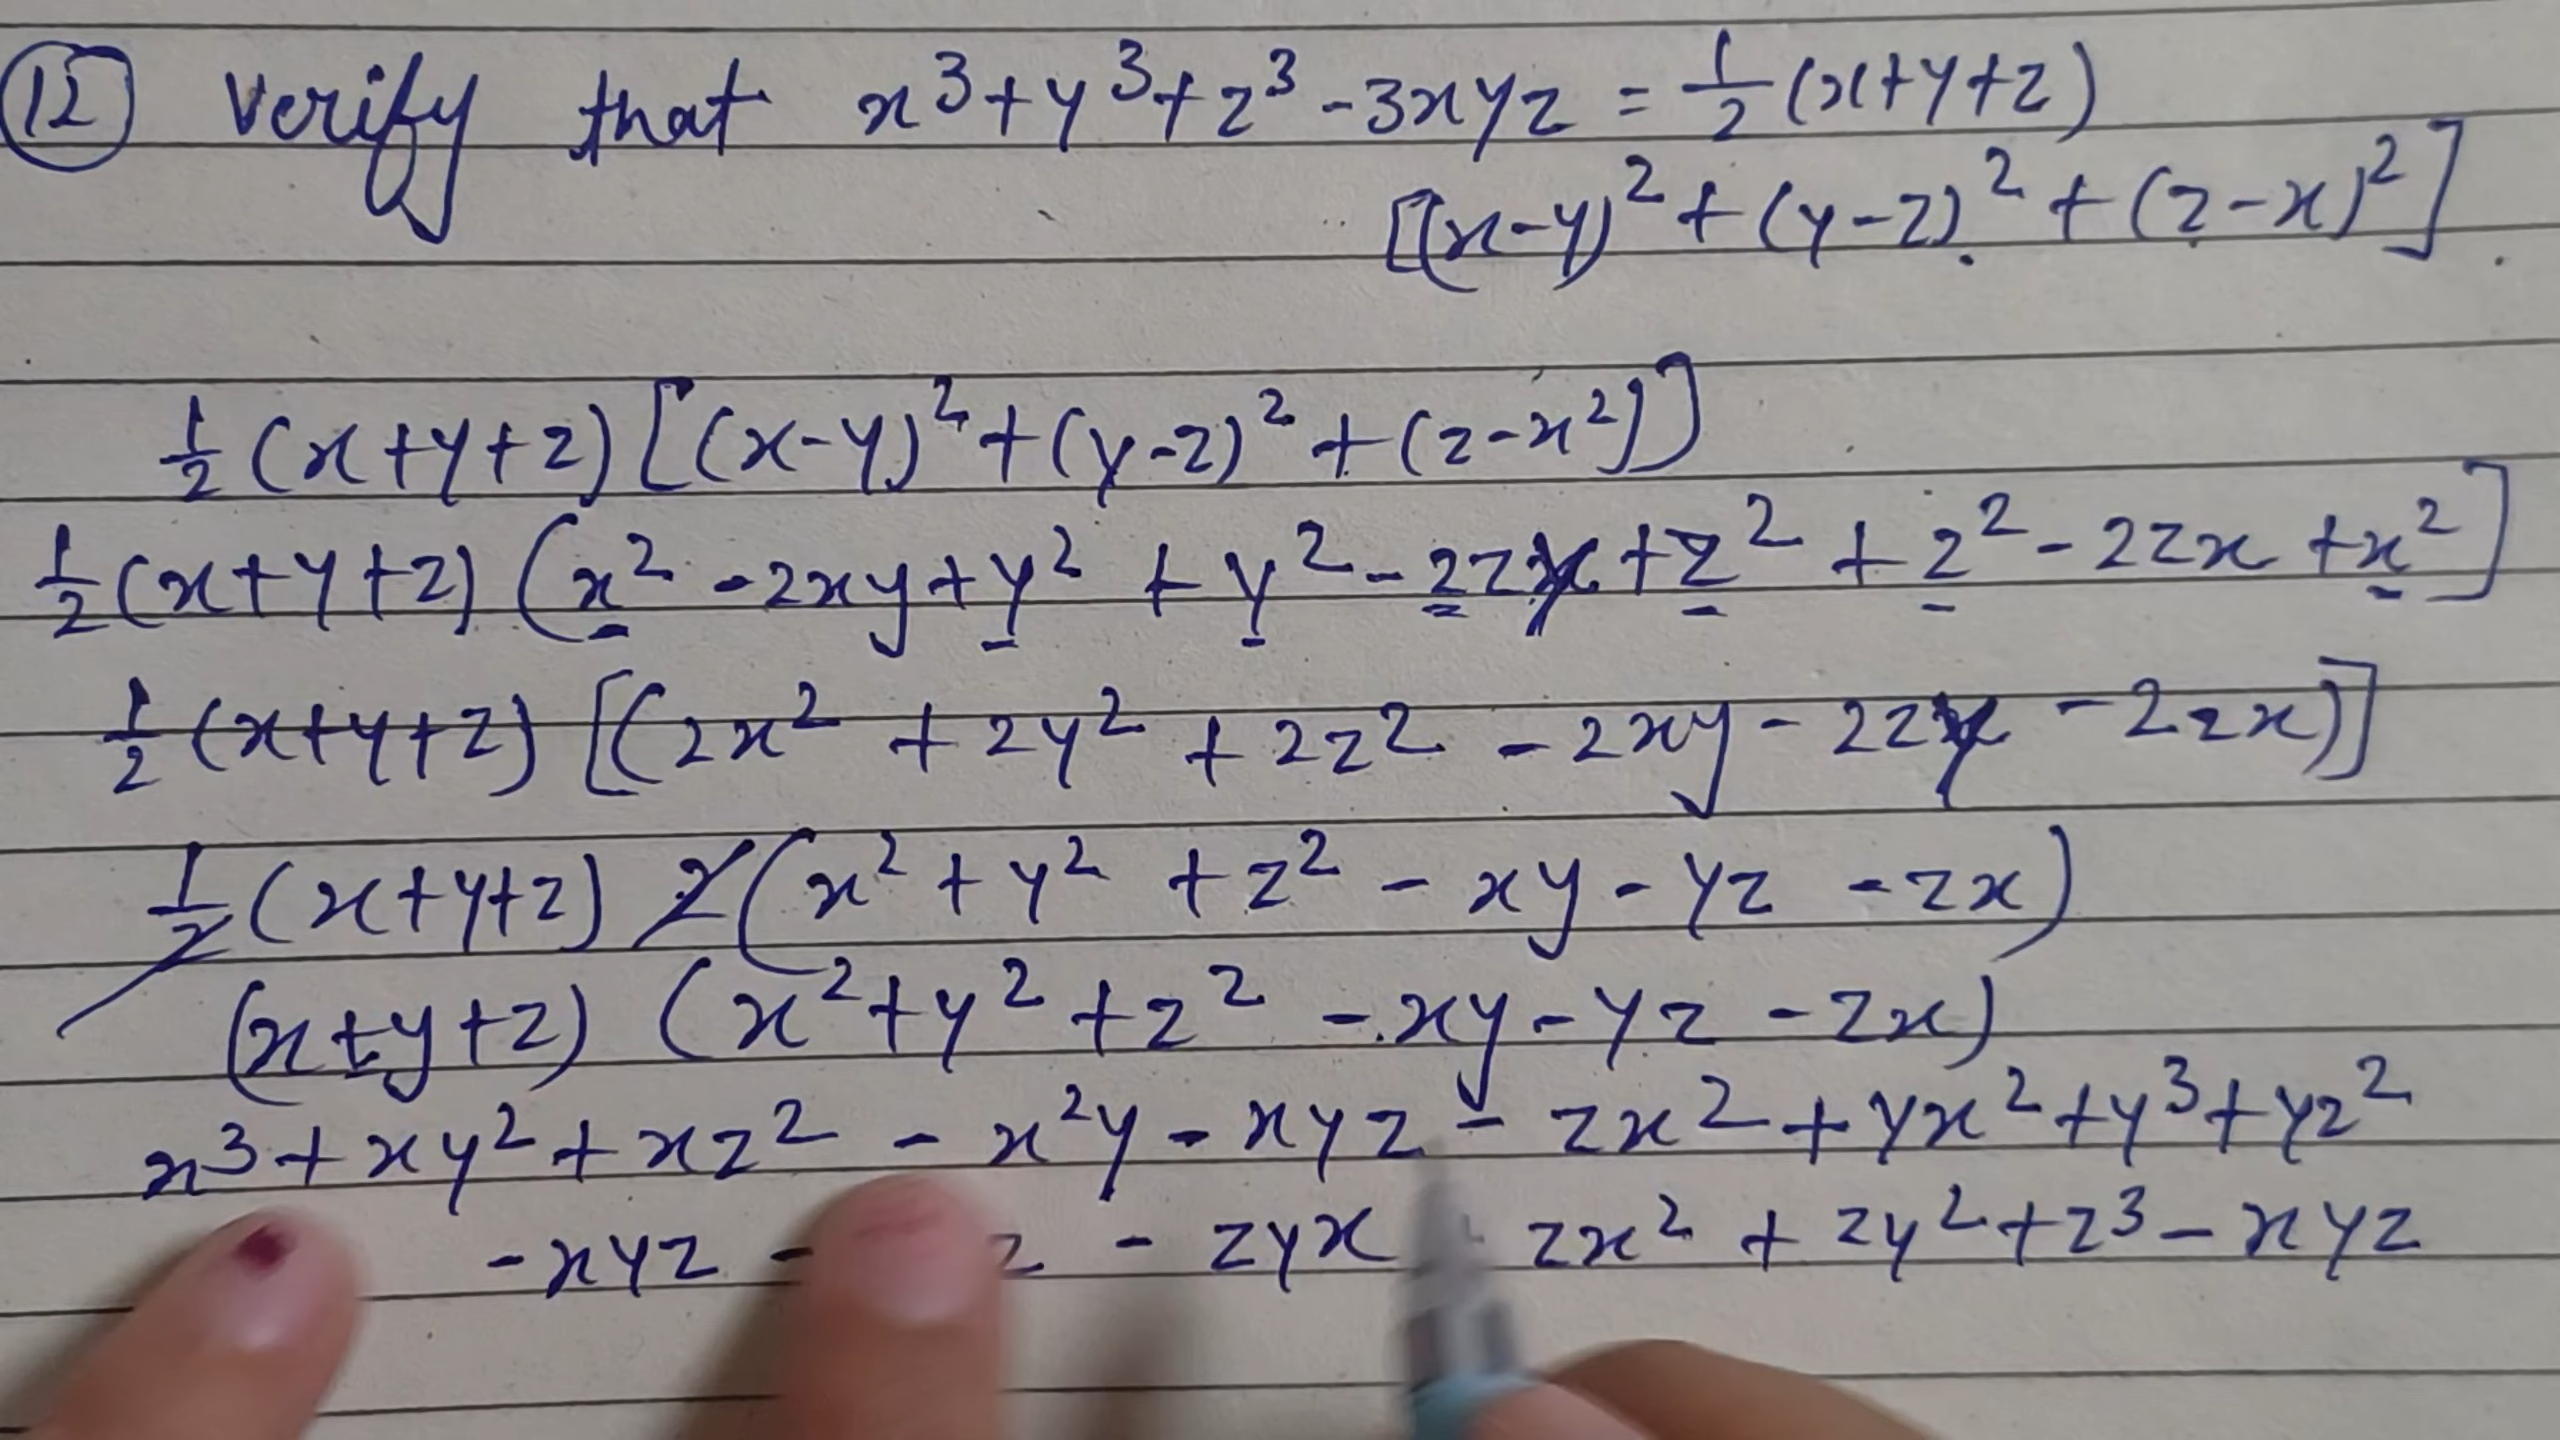 (12) Verify that x³+y³+z³-3xyz = ½(x+y+z)
[(x-y)²+(y-z)²+(z-x)²]
½(x+y+z)[(x-y)²+(y-z)²+(z-x²)]
½(x+y+z)(x²-2xy+y²+y²-2zy+z²+z²-2zx+x²]
½(x+y+z)[(2x²+2y²+2z²-2xy-2zy-2zx)]
½(x+y+z)2(x²+y²+z²-xy-yz-zx)
(x+y+z)(x²+y²+z²-xy-yz-zx)
x³+xy²+xz²-x²y-xyz-zx²+yx²+y³+yz²
-xyz - z - zyx zx²+zy²+z³-xyz